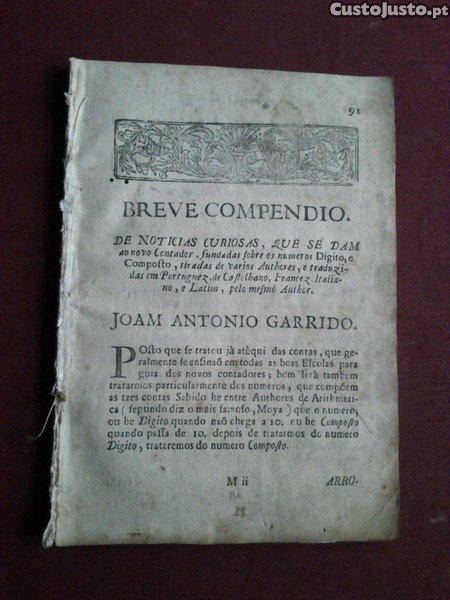 CustoJusto.pt
91
BREVE COMPENDIO.
DE NOTICIAS CURIOSAS, QUE SE DAM
ao novo Contador, fundadas sobre os numeros Digito, e
Composto, tiradas de varios Authores, e traduzi-
das em Portuguez, de Castelhano, Francez, Italia-
no, e Latim, pelo mesmo Author.
JOAM ANTONIO GARRIDO.
POsto que se tratou jà atèqui das contas, que ge-
ralmente se ensinaõ em todas as boas Escolas para
guia dos novos contadores; bom serà tambem
tratarmos particularmente dos numeros, que compõem
as tres contas Sabido he entre Authores de Arithmeti-
ca (segundo diz o mais famoso, Moya) que o numero,
ou he Digito quando naõ chega a 10. ou he Composto
quando passa de 10. depois de tratarmos do numero
Digito, trataremos do numero Composto.
M ii ARRO-